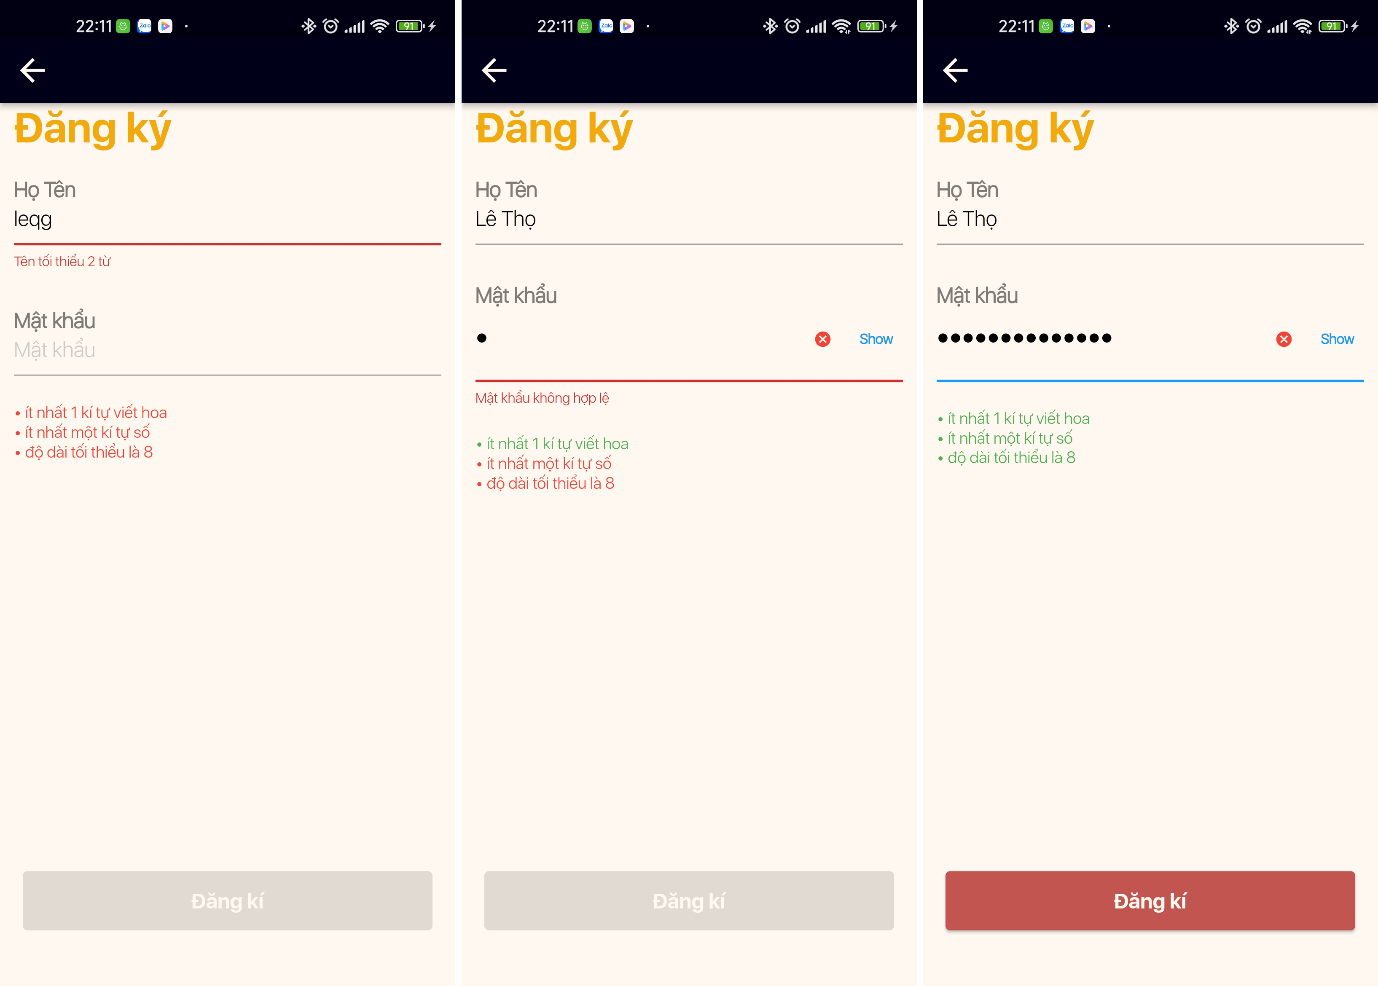 22:11
91
Đăng ký
Họ Tên
leqg
Tên tối thiểu 2 từ
Mật khẩu
Mật khẩu
• ít nhất 1 kí tự viết hoa
• ít nhất một kí tự số
• độ dài tối thiểu là 8
Đăng kí
22:11
91
Đăng ký
Họ Tên
Lê Thọ
Mật khẩu
Show
Mật khẩu không hợp lệ
• ít nhất 1 kí tự viết hoa
• ít nhất một kí tự số
• độ dài tối thiểu là 8
Đăng kí
22:11
91
Đăng ký
Họ Tên
Lê Thọ
Mật khẩu
Show
• ít nhất 1 kí tự viết hoa
• ít nhất một kí tự số
• độ dài tối thiểu là 8
Đăng kí